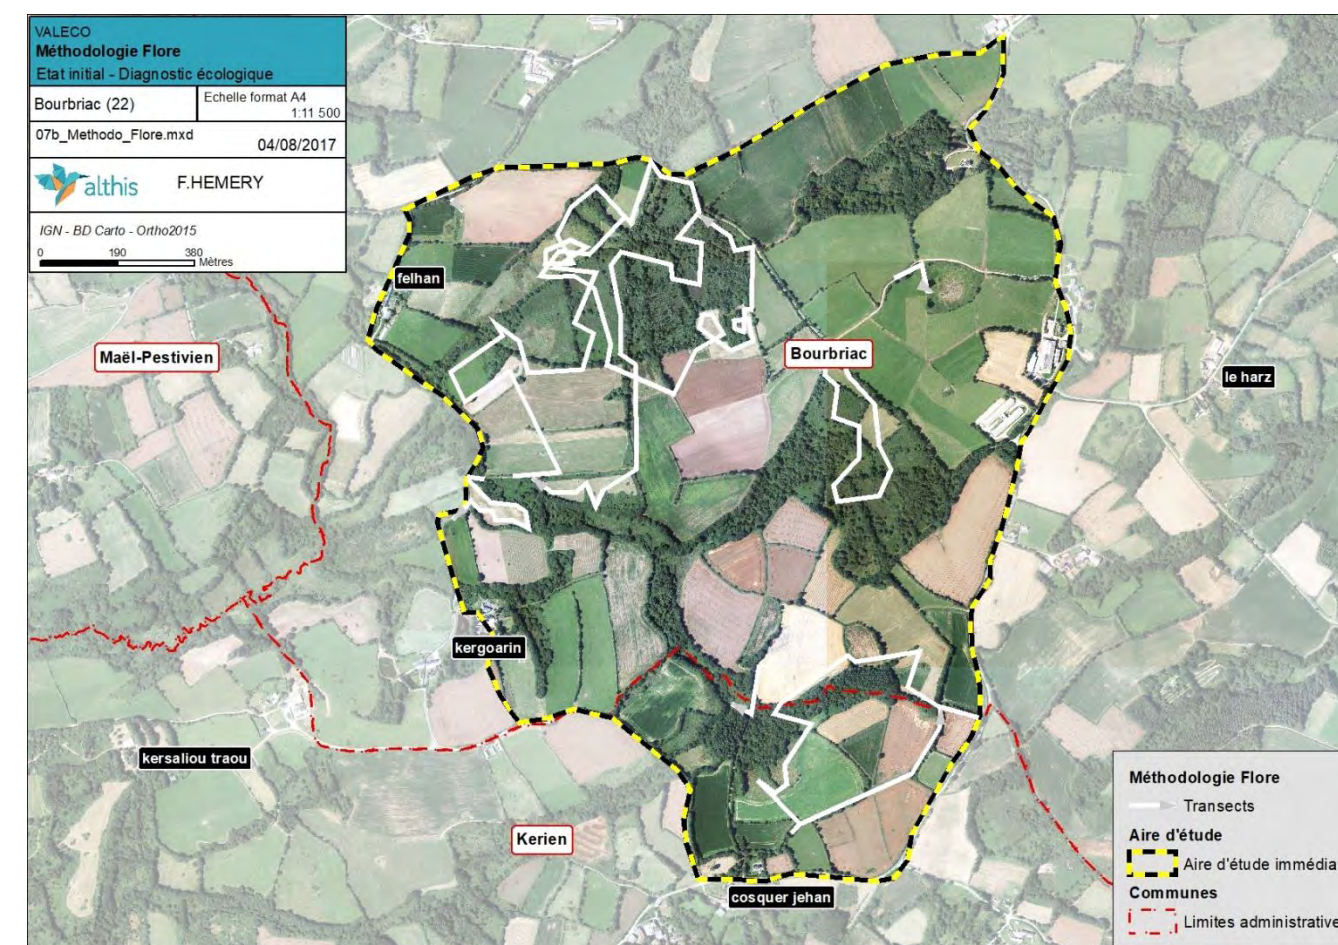 VALECO
Méthodologie Flore
Etat initial - Diagnostic écologique
Bourbriac (22)
Echelle format A4
1:11 500
07b_Methodo_Flore.mxd
04/08/2017
althis
F.HEMERY
IGN - BD Carto - Ortho2015
0 190 380
Mètres
felhan
Maël-Pestivien
Bourbriac
le harz
kergoarin
kersaliou traou
Kerien
cosquer jehan
Méthodologie Flore
Transects
Aire d'étude
Aire d'étude immédia
Communes
Limites administrative